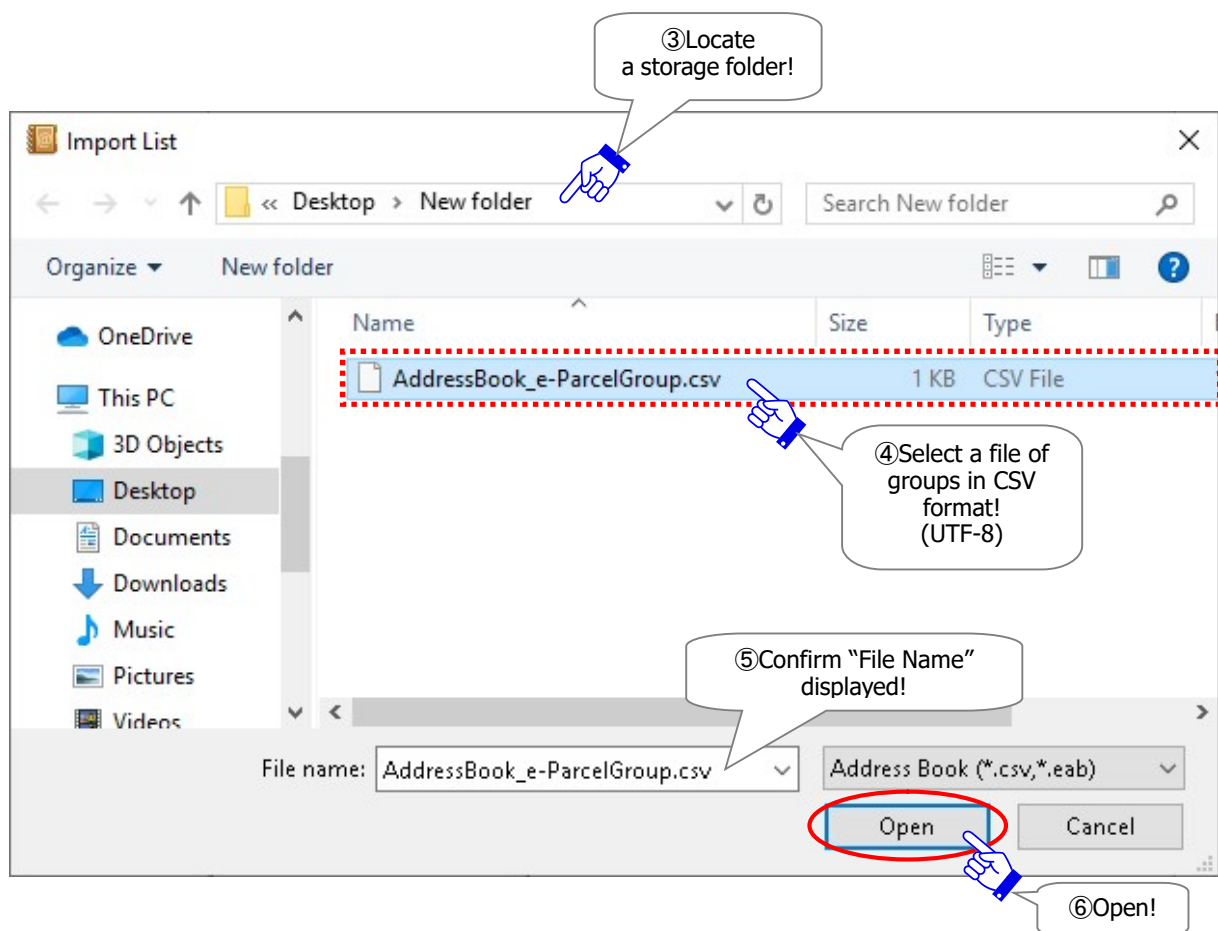 ③Locate
a storage folder!
Import List
« Desktop › New folder
Search New folder
Organize
New folder
Name
Size
Type
OneDrive
AddressBook_e-ParcelGroup.csv
1 KB
CSV File
This PC
3D Objects
Desktop
Documents
Downloads
Music
Pictures
Videos
④Select a file of
groups in CSV
format!
(UTF-8)
⑤Confirm “File Name”
displayed!
File name:
AddressBook_e-ParcelGroup.csv
Address Book (*.csv,*.eab)
Open
Cancel
⑥Open!